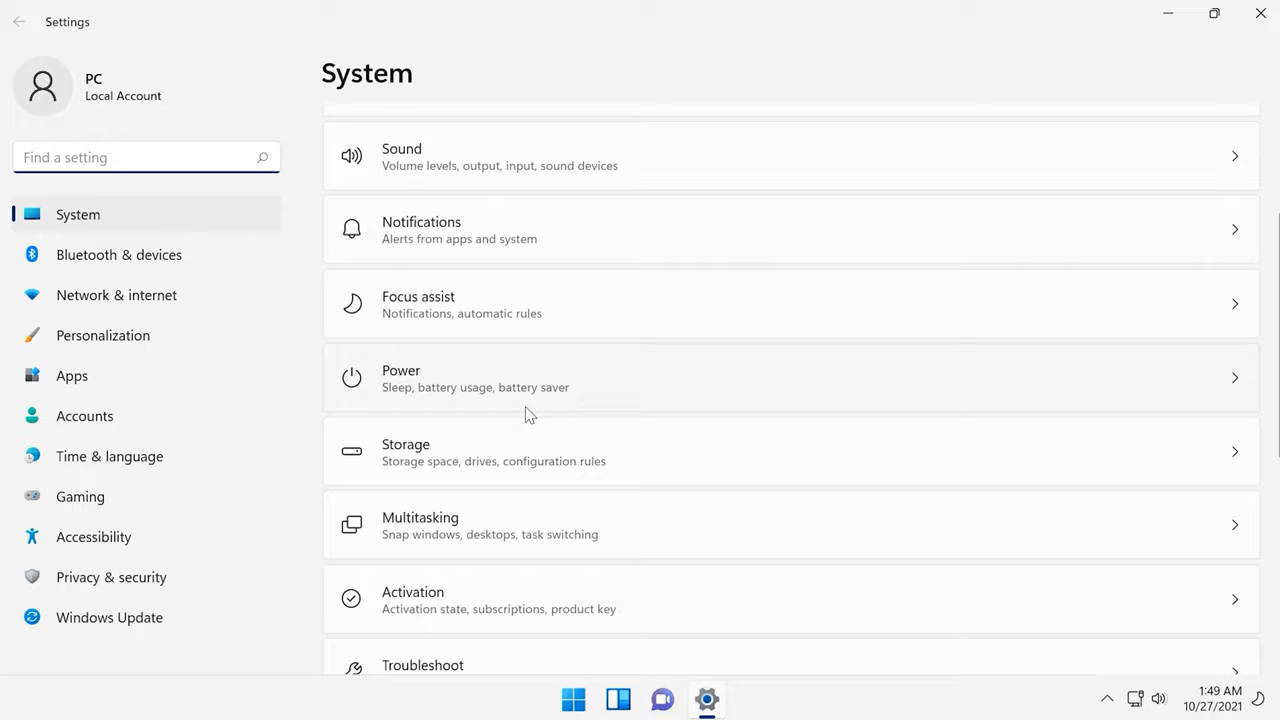 Settings
PC
Local Account
Find a setting
System
Bluetooth & devices
Network & internet
Personalization
Apps
Accounts
Time & language
Gaming
Accessibility
Privacy & security
Windows Update
System
Sound
Volume levels, output, input, sound devices
Notifications
Alerts from apps and system
Focus assist
Notifications, automatic rules
Power
Sleep, battery usage, battery saver
Storage
Storage space, drives, configuration rules
Multitasking
Snap windows, desktops, task switching
Activation
Activation state, subscriptions, product key
Troubleshoot
1:49 AM
10/27/2021